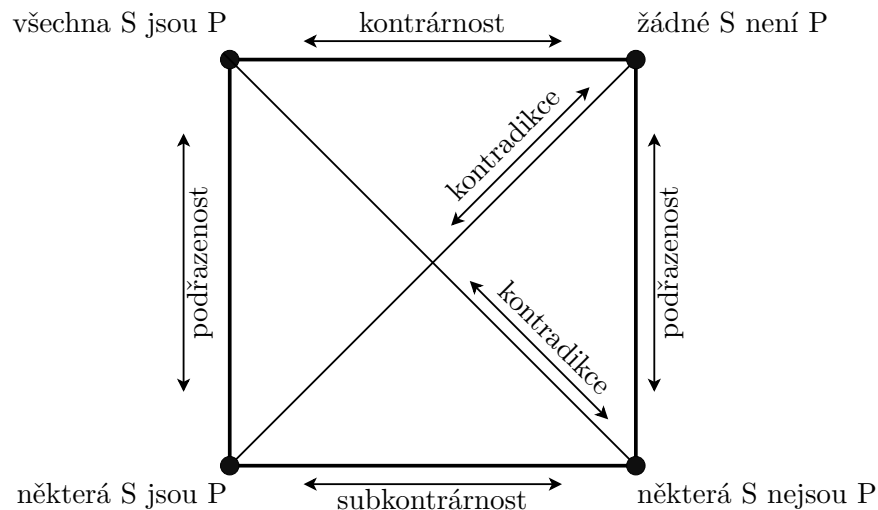 všechna S jsou P
kontrárnost
žádné S není P
kontradikce
podřazenost
podřazenost
kontradikce
některá S jsou P
subkontrárnost
některá S nejsou P